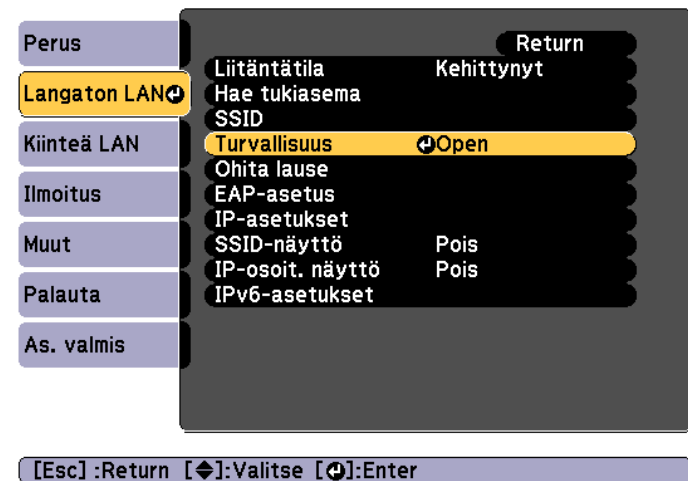 Perus
Langaton LAN
Kiinteä LAN
Ilmoitus
Muut
Palauta
As. valmis
Return
Liitäntätila Kehittynyt
Hae tukiasema
SSID
Turvallisuus Open
Ohita lause
EAP-asetus
IP-asetukset
SSID-näyttö Pois
IP-osoit. näyttö Pois
IPv6-asetukset
[Esc] :Return [◆]:Valitse [⏎]:Enter